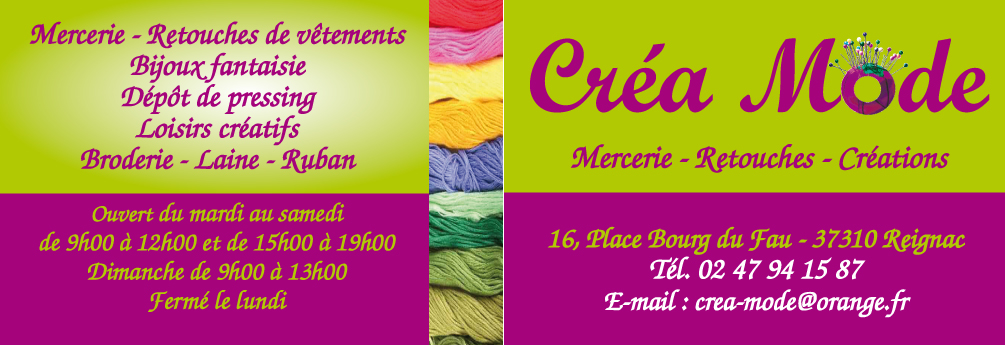 Mercerie - Retouches de vêtements
Bijoux fantaisie
Dépôt de pressing
Loisirs créatifs
Broderie - Laine - Ruban
Ouvert du mardi au samedi
de 9h00 à 12h00 et de 15h00 à 19h00
Dimanche de 9h00 à 13h00
Fermé le lundi
Créa Mode
Mercerie - Retouches - Créations
16, Place Bourg du Fau - 37310 Reignac
Tél. 02 47 94 15 87
E-mail : crea-mode@orange.fr